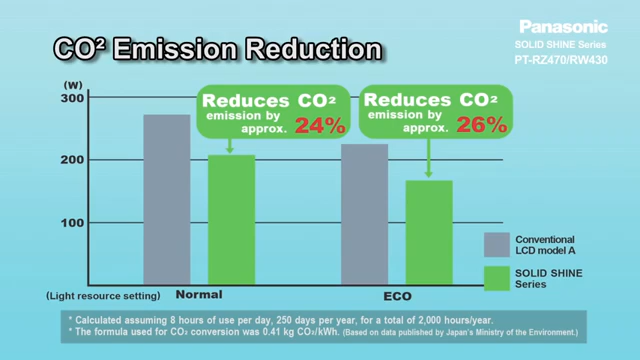 Panasonic
SOLID SHINE Series
PT-RZ470/RW430
CO² Emission Reduction
(W)
300
200
100
Reduces CO²
emission by
approx. 24%
Reduces CO²
emission by
approx. 26%
Conventional
LCD model A
SOLID SHINE
Series
(Light resource setting)
Normal
ECO
* Calculated assuming 8 hours of use per day, 250 days per year, for a total of 2,000 hours/year.
* The formula used for CO₂ conversion was 0.41 kg CO₂/kWh. (Based on data published by Japan's Ministry of the Environment.)